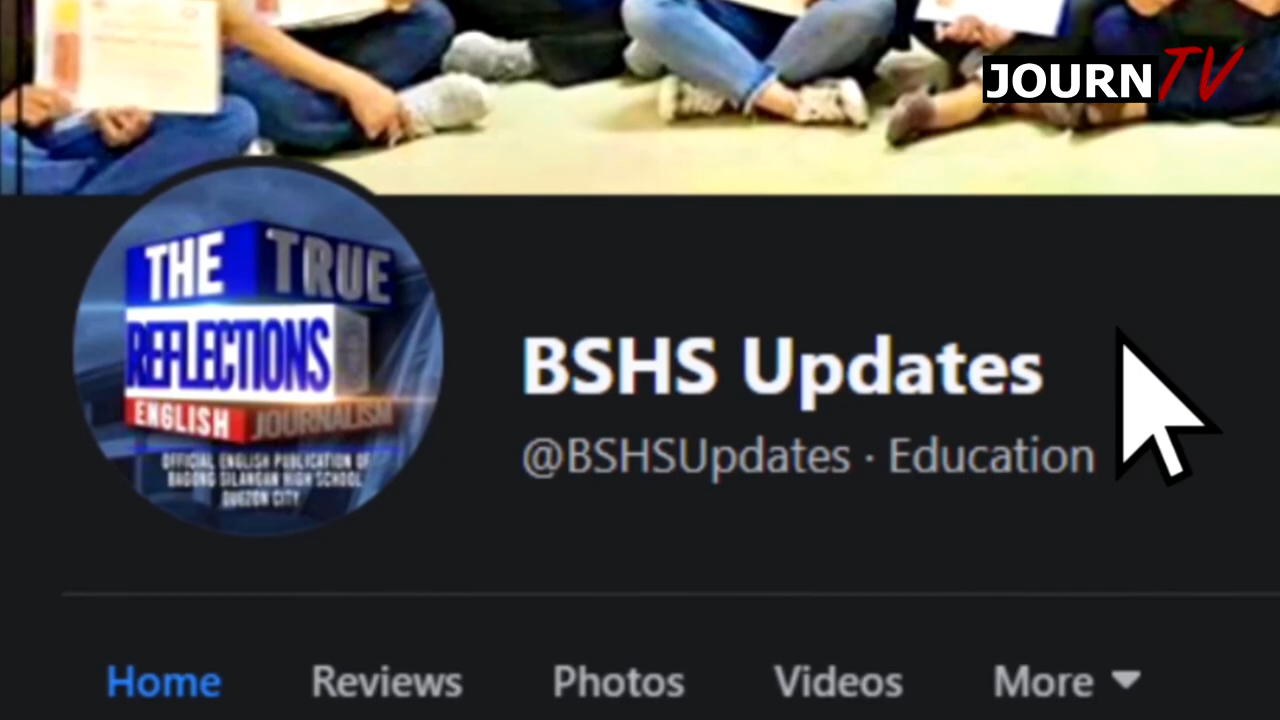 JOURNTV
THE TRUE
REFLECTIONS
ENGLISH JOURNALISM
OFFICIAL ENGLISH PUBLICATION OF
BAGONG SILANGAN HIGH SCHOOL
QUEZON CITY
BSHS Updates
@BSHSUpdates · Education
Home Reviews Photos Videos More